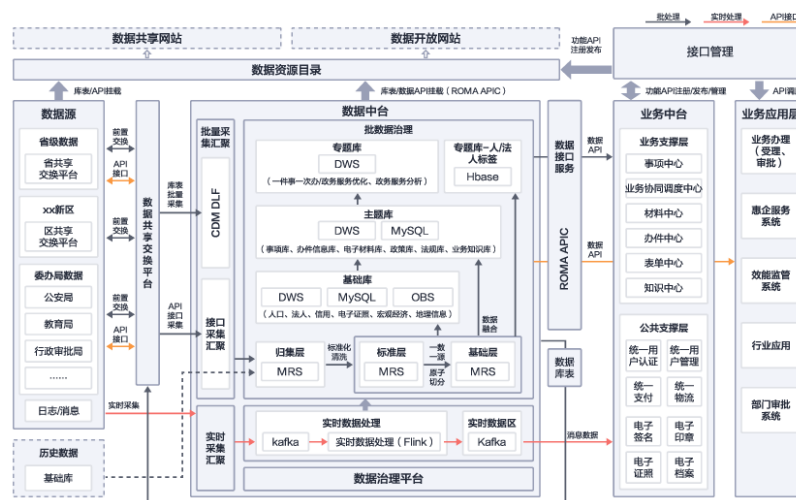 批处理
实时处理
API接口
数据共享网站
数据开放网站
功能API
注册发布
接口管理
数据资源目录
库表/API挂载
库表/数据API挂载（ROMA APIC）
功能API注册/发布/管理
数据源
省级数据
省共享
交换平台
xx新区
区共享
交换平台
委办局数据
公安局
教育局
行政审批局
……
日志/消息
历史数据
基础库
前置
交换
API
接口
前置
交换
前置
交换
API
接口
数据共享交换平台
库表
批量
采集
API
接口
采集
实时采集
数据中台
批量采
集汇聚
CDM DLF
接口
采集
汇聚
实时
采集
汇聚
批数据治理
专题库
DWS
（一件事一次办/政务服务优化、政务服务分析）
专题库-人/法
人标签
Hbase
主题库
DWS
MySQL
（事项库、办件信息库、电子材料库、政策库、法规库、业务知识库）
基础库
DWS
MySQL
OBS
（人口、法人、信用、电子证照、宏观经济、地理信息）
数据
融合
归集层
MRS
标准化
清洗
标准层
MRS
一数
一源
原子
切分
基础层
MRS
实时数据处理
kafka
实时数据处理（Flink）
实时数据区
Kafka
数据治理平台
数据
接口
服务
ROMA APIC
数据
库表
数据
API
数据
API
消息数据
业务中台
业务支撑层
事项中心
业务协同调度中心
材料中心
办件中心
表单中心
知识中心
公共支撑层
统一用
户认证
统一用
户管理
统一
支付
统一
物流
电子
签名
电子
印章
电子
证照
电子
档案
业务应用层
业务办理
（受理、
审批）
惠企服务
系统
效能监管
系统
行业应用
部门审批
系统